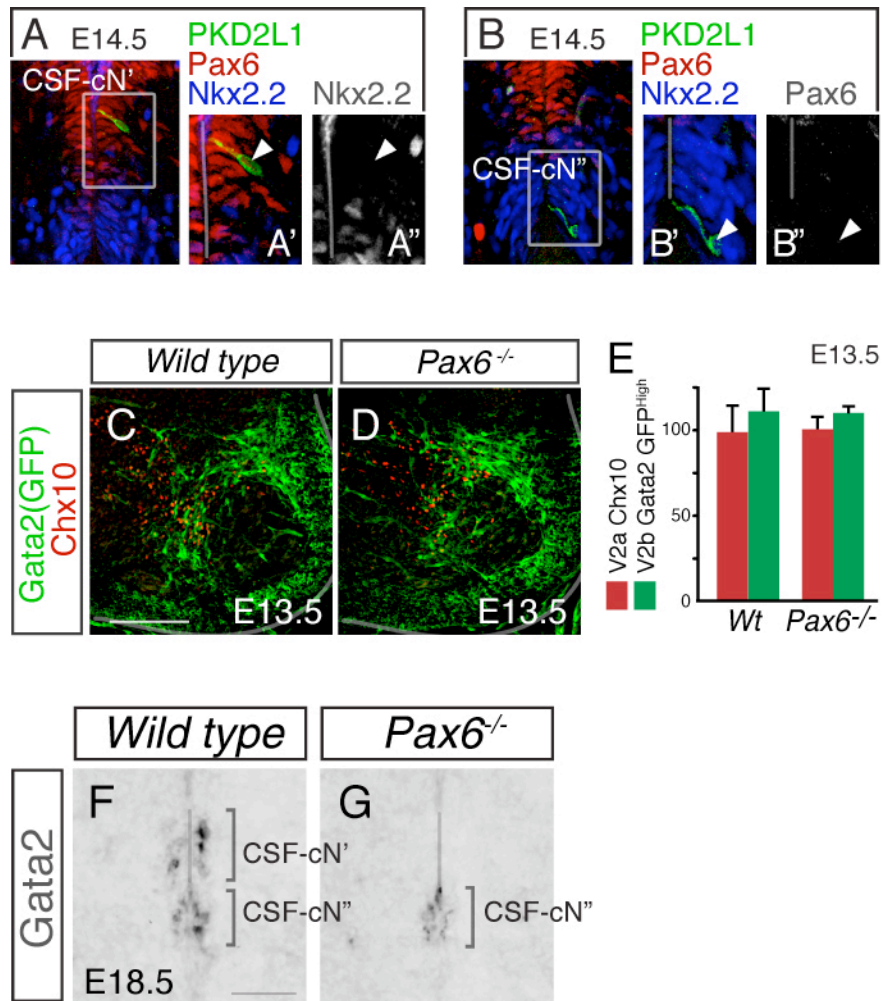 A
E14.5
PKD2L1
Pax6
Nkx2.2
Nkx2.2
CSF-cN'
A'
A"
B
E14.5
PKD2L1
Pax6
Nkx2.2
Pax6
CSF-cN"
B'
B"
Wild type
Pax6-/-
Gata2(GFP)
Chx10
C
E13.5
D
E13.5
E
E13.5
V2a Chx10
V2b Gata2 GFPHigh
100
50
0
Wt
Pax6-/-
Wild type
Pax6-/-
Gata2
F
CSF-cN'
CSF-cN"
E18.5
G
CSF-cN"